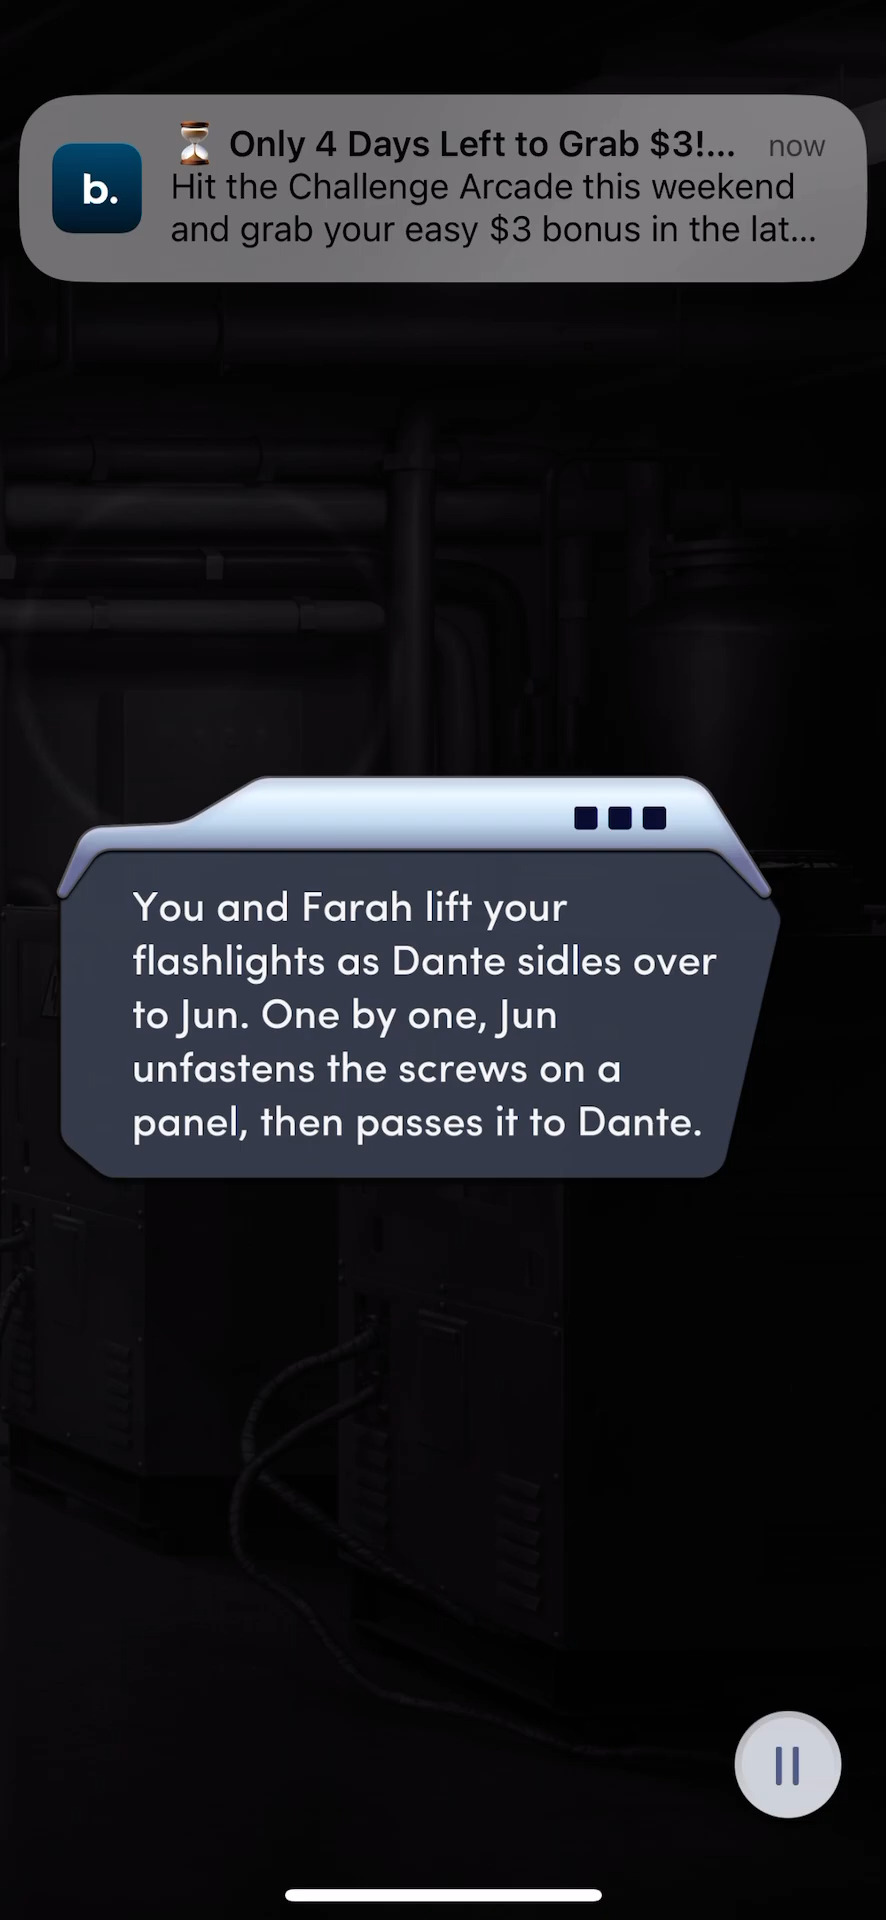 b.
⏳ Only 4 Days Left to Grab $3!... now
Hit the Challenge Arcade this weekend
and grab your easy $3 bonus in the lat...
You and Farah lift your
flashlights as Dante sidles over
to Jun. One by one, Jun
unfastens the screws on a
panel, then passes it to Dante.